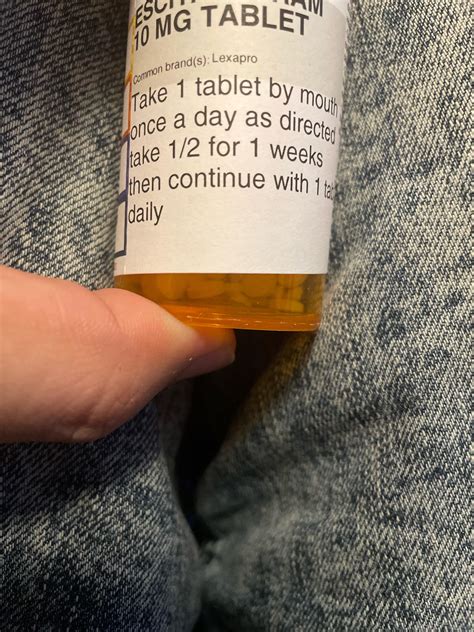 10 MG TABLET
Common brand(s): Lexapro
Take 1 tablet by mouth
once a day as directed
take 1/2 for 1 weeks
then continue with 1
daily